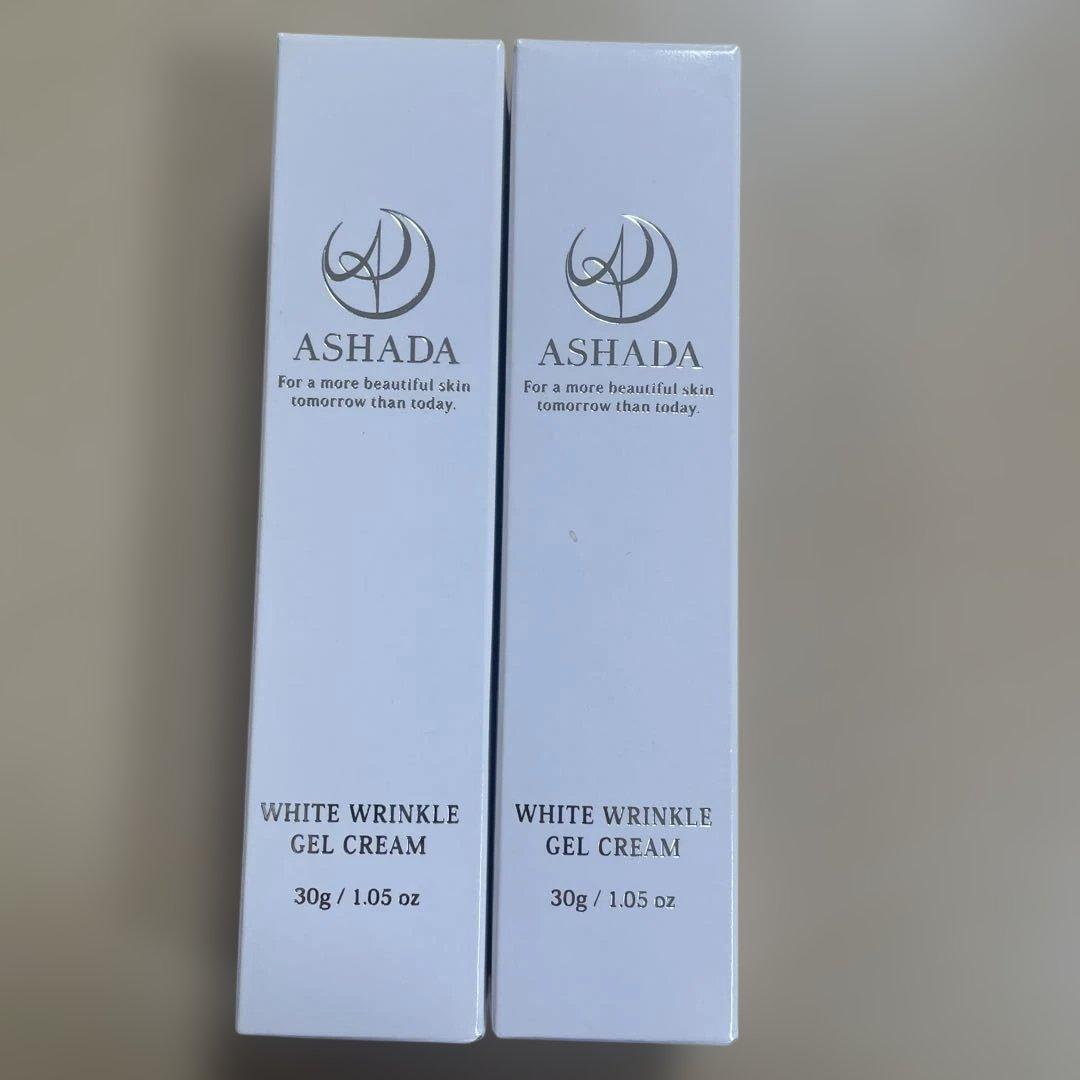 ASHADA
For a more beautiful skin
tomorrow than today.
WHITE WRINKLE
GEL CREAM
30g / 1.05 oz
ASHADA
For a more beautiful skin
tomorrow than today.
WHITE WRINKLE
GEL CREAM
30g / 1.05 oz